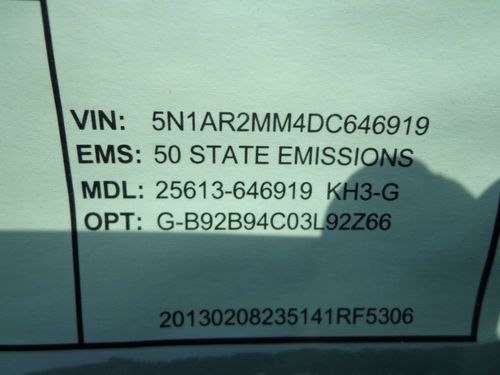 VIN: 5N1AR2MM4DC646919
EMS: 50 STATE EMISSIONS
MDL: 25613-646919 KH3-G
OPT: G-B92B94C03L92Z66
20130208235141RF5306